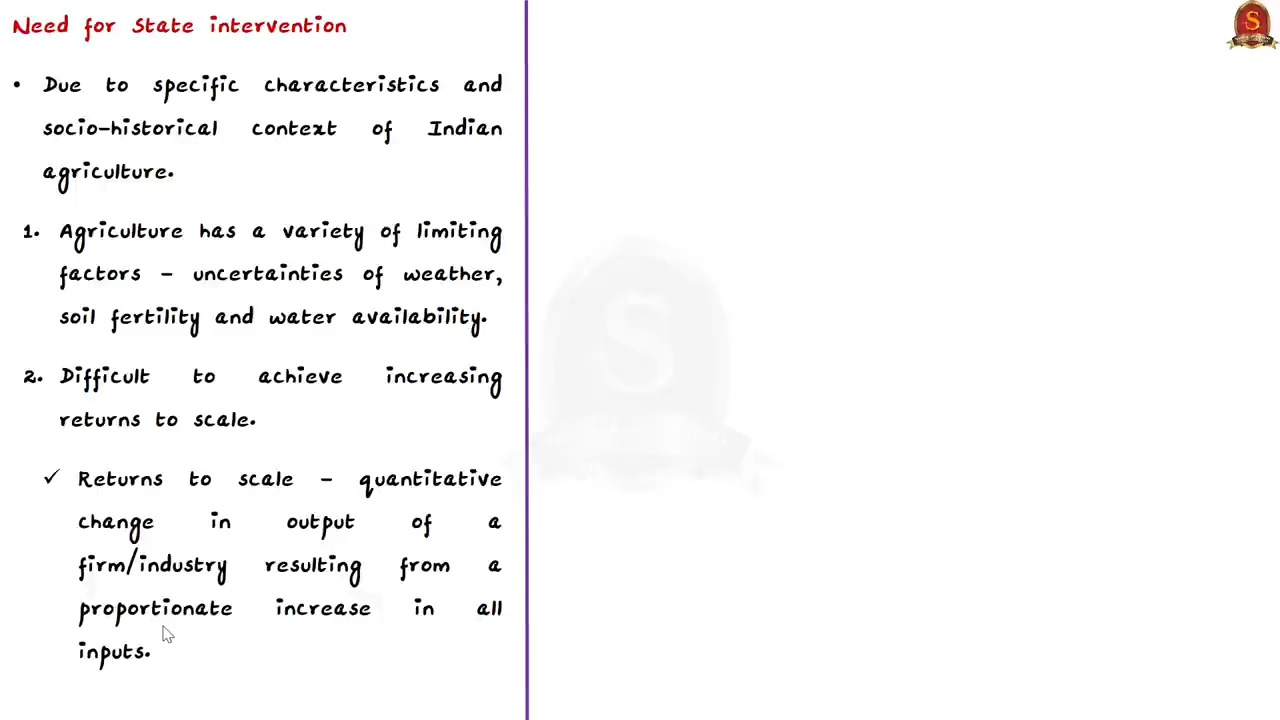 Need for State intervention
• Due to specific characteristics and
socio-historical context of Indian
agriculture.
1. Agriculture has a variety of limiting
factors - uncertainties of weather,
soil fertility and water availability.
2. Difficult to achieve increasing
returns to scale.
✓ Returns to scale - quantitative
change in output of a
firm/industry resulting from a
proportionate increase in all
inputs.
S
S